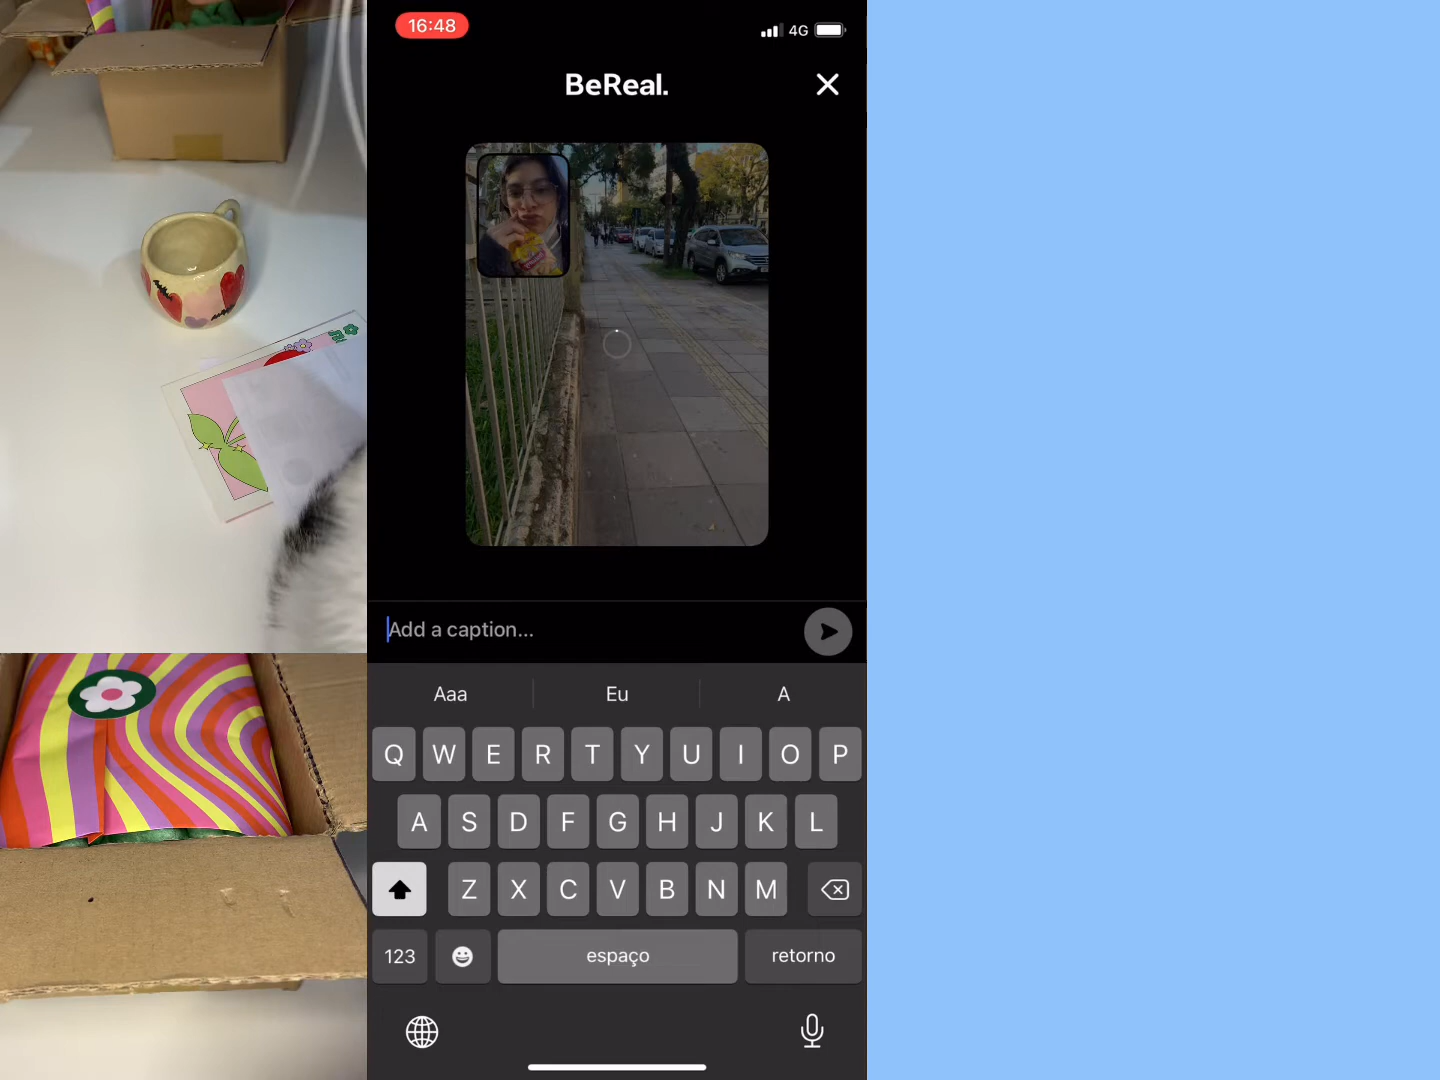 16:48
4G
BeReal.
Add a caption...
Aaa
Eu
A
Q W E R T Y U I O P
A S D F G H J K L
Z X C V B N M
123
espaço
retorno